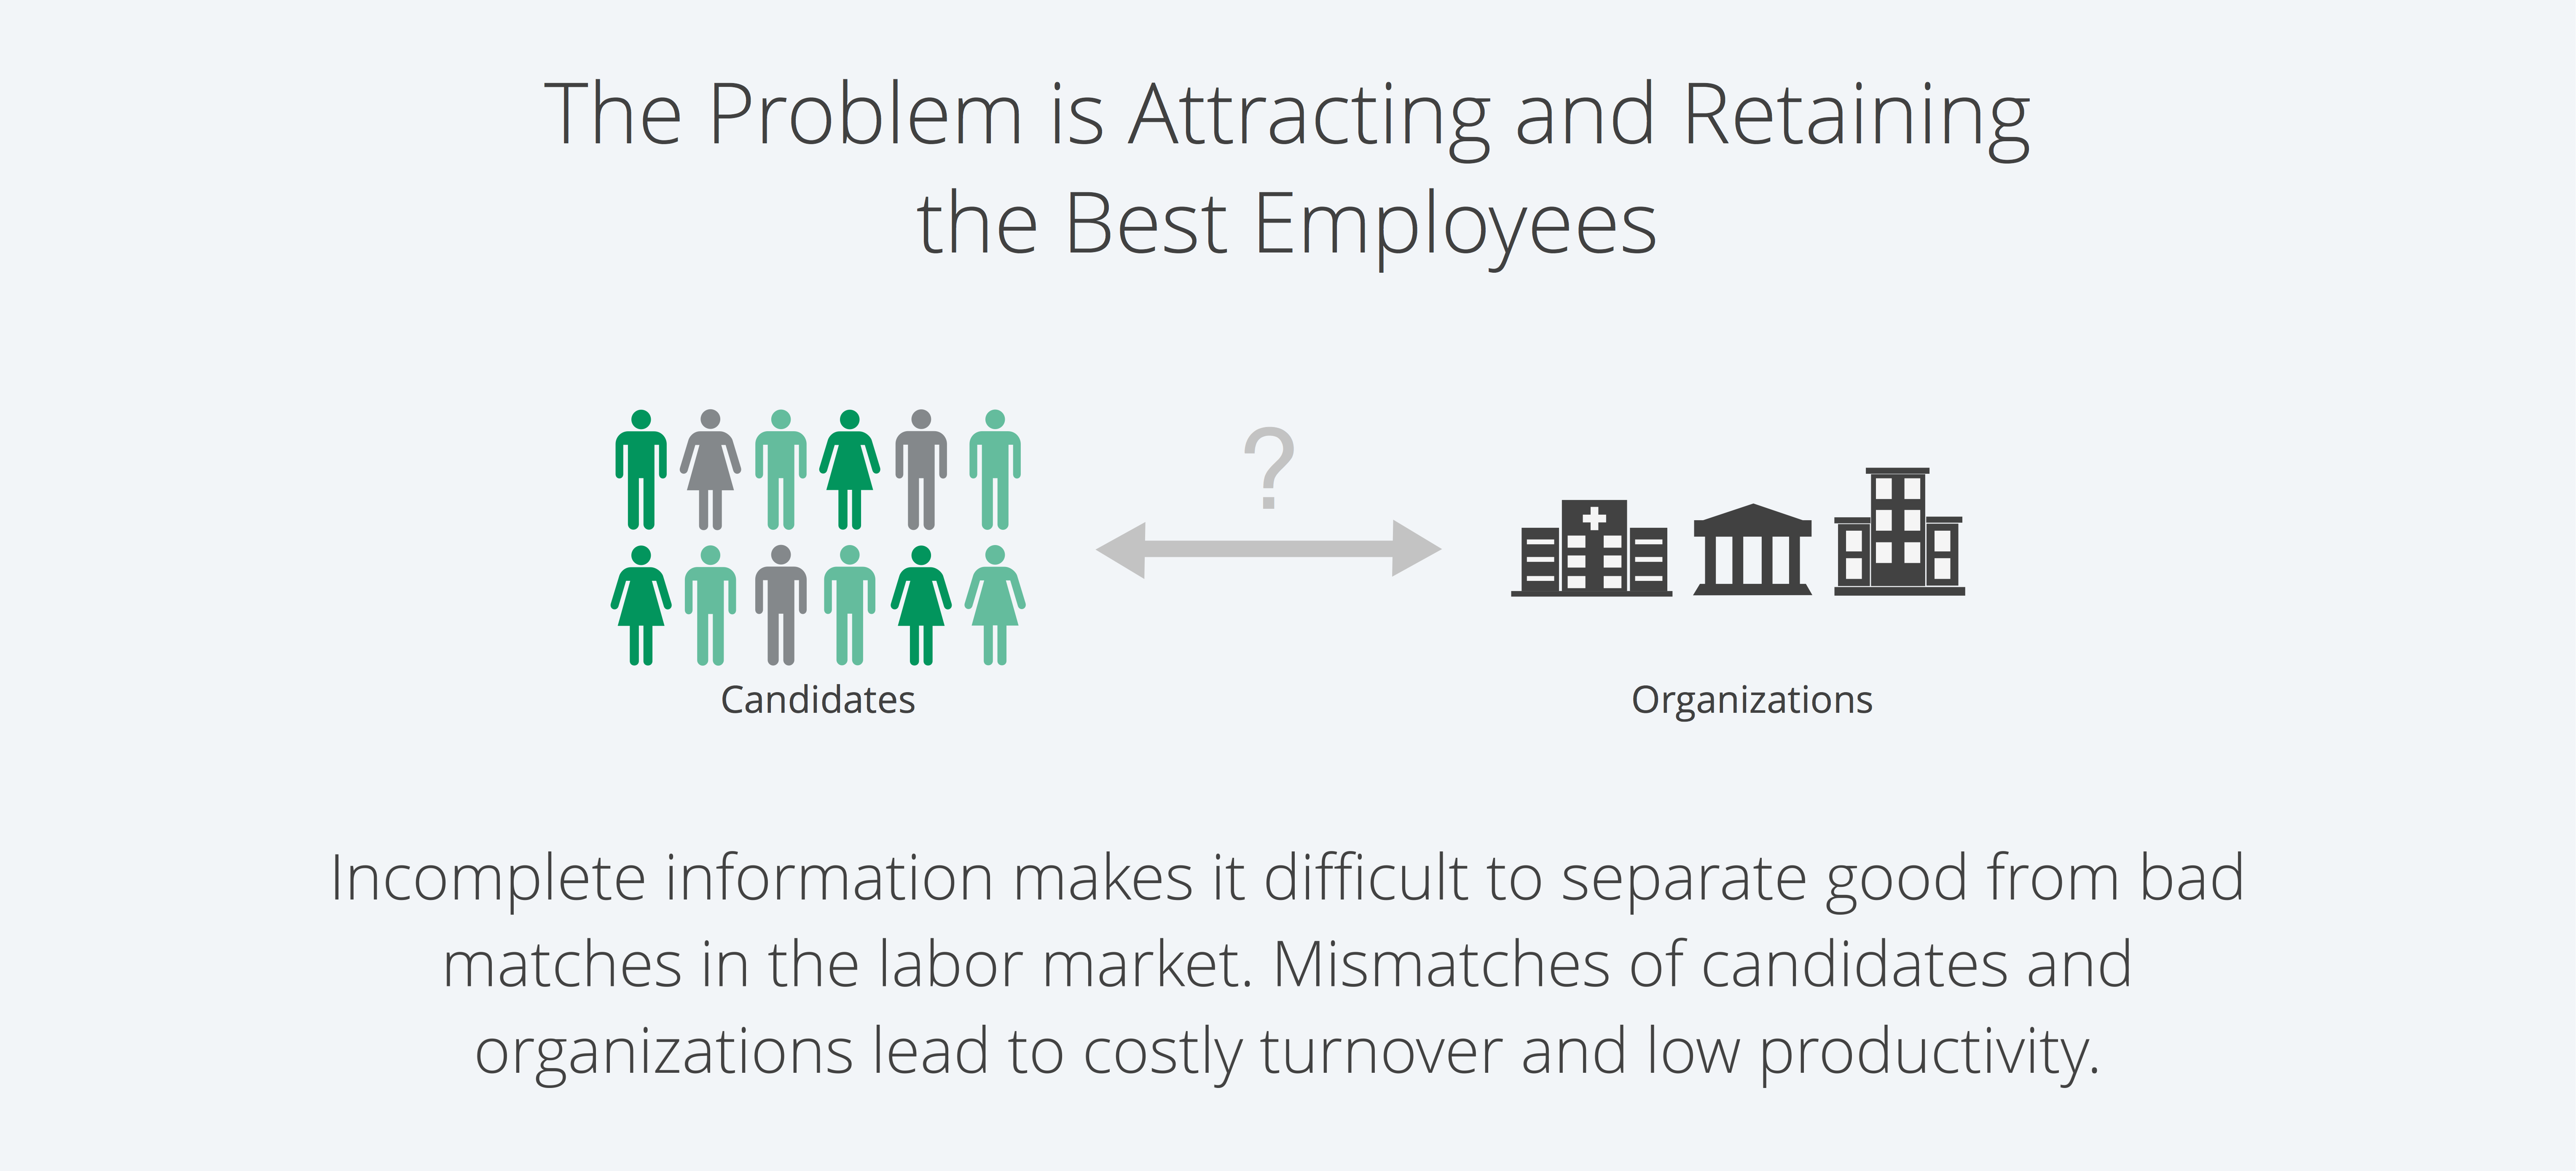 The Problem is Attracting and Retaining
the Best Employees
?
Candidates
Organizations
Incomplete information makes it difficult to separate good from bad
matches in the labor market. Mismatches of candidates and
organizations lead to costly turnover and low productivity.